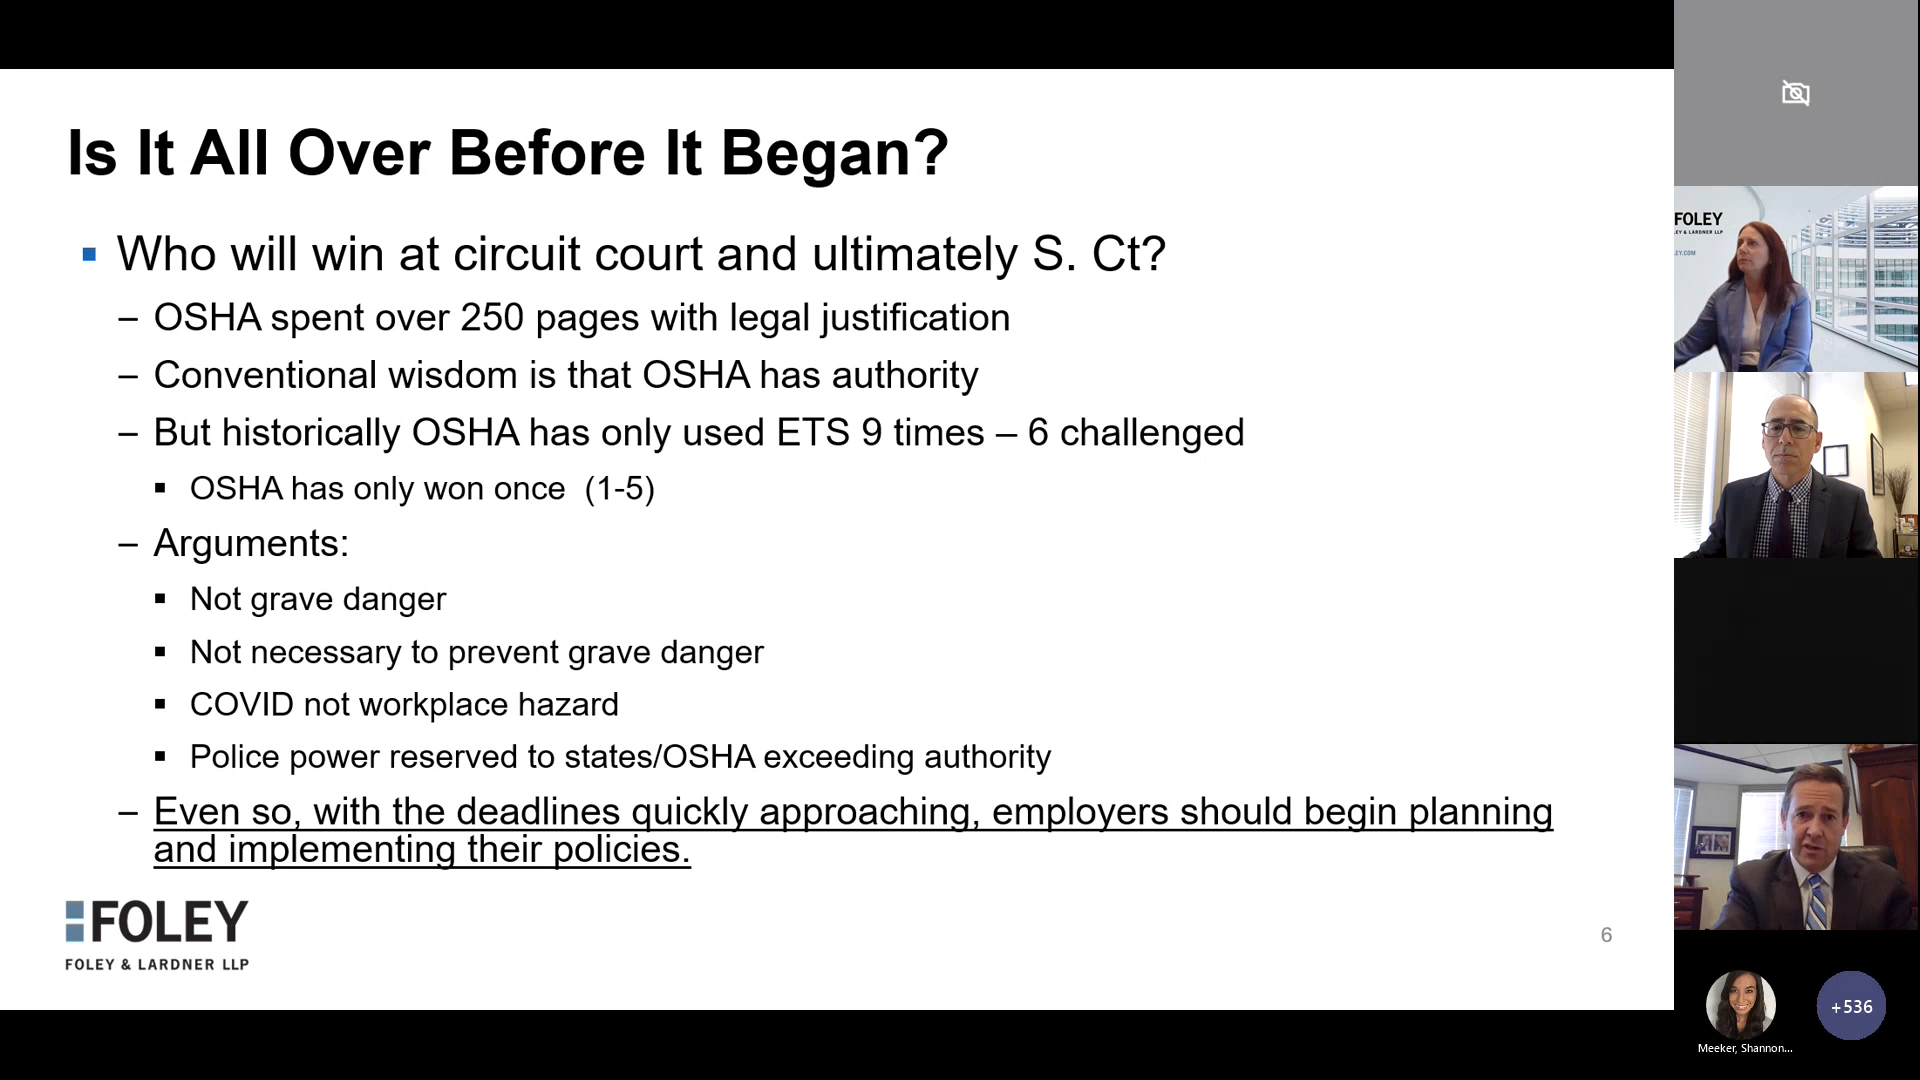 Is It All Over Before It Began?
▪ Who will win at circuit court and ultimately S. Ct?
– OSHA spent over 250 pages with legal justification
– Conventional wisdom is that OSHA has authority
– But historically OSHA has only used ETS 9 times – 6 challenged
▪ OSHA has only won once (1-5)
– Arguments:
▪ Not grave danger
▪ Not necessary to prevent grave danger
▪ COVID not workplace hazard
▪ Police power reserved to states/OSHA exceeding authority
– Even so, with the deadlines quickly approaching, employers should begin planning
and implementing their policies.
FOLEY
FOLEY & LARDNER LLP
6
FOLEY
LEY & LARDNER LLP
EY.COM
+536
Meeker, Shannon...